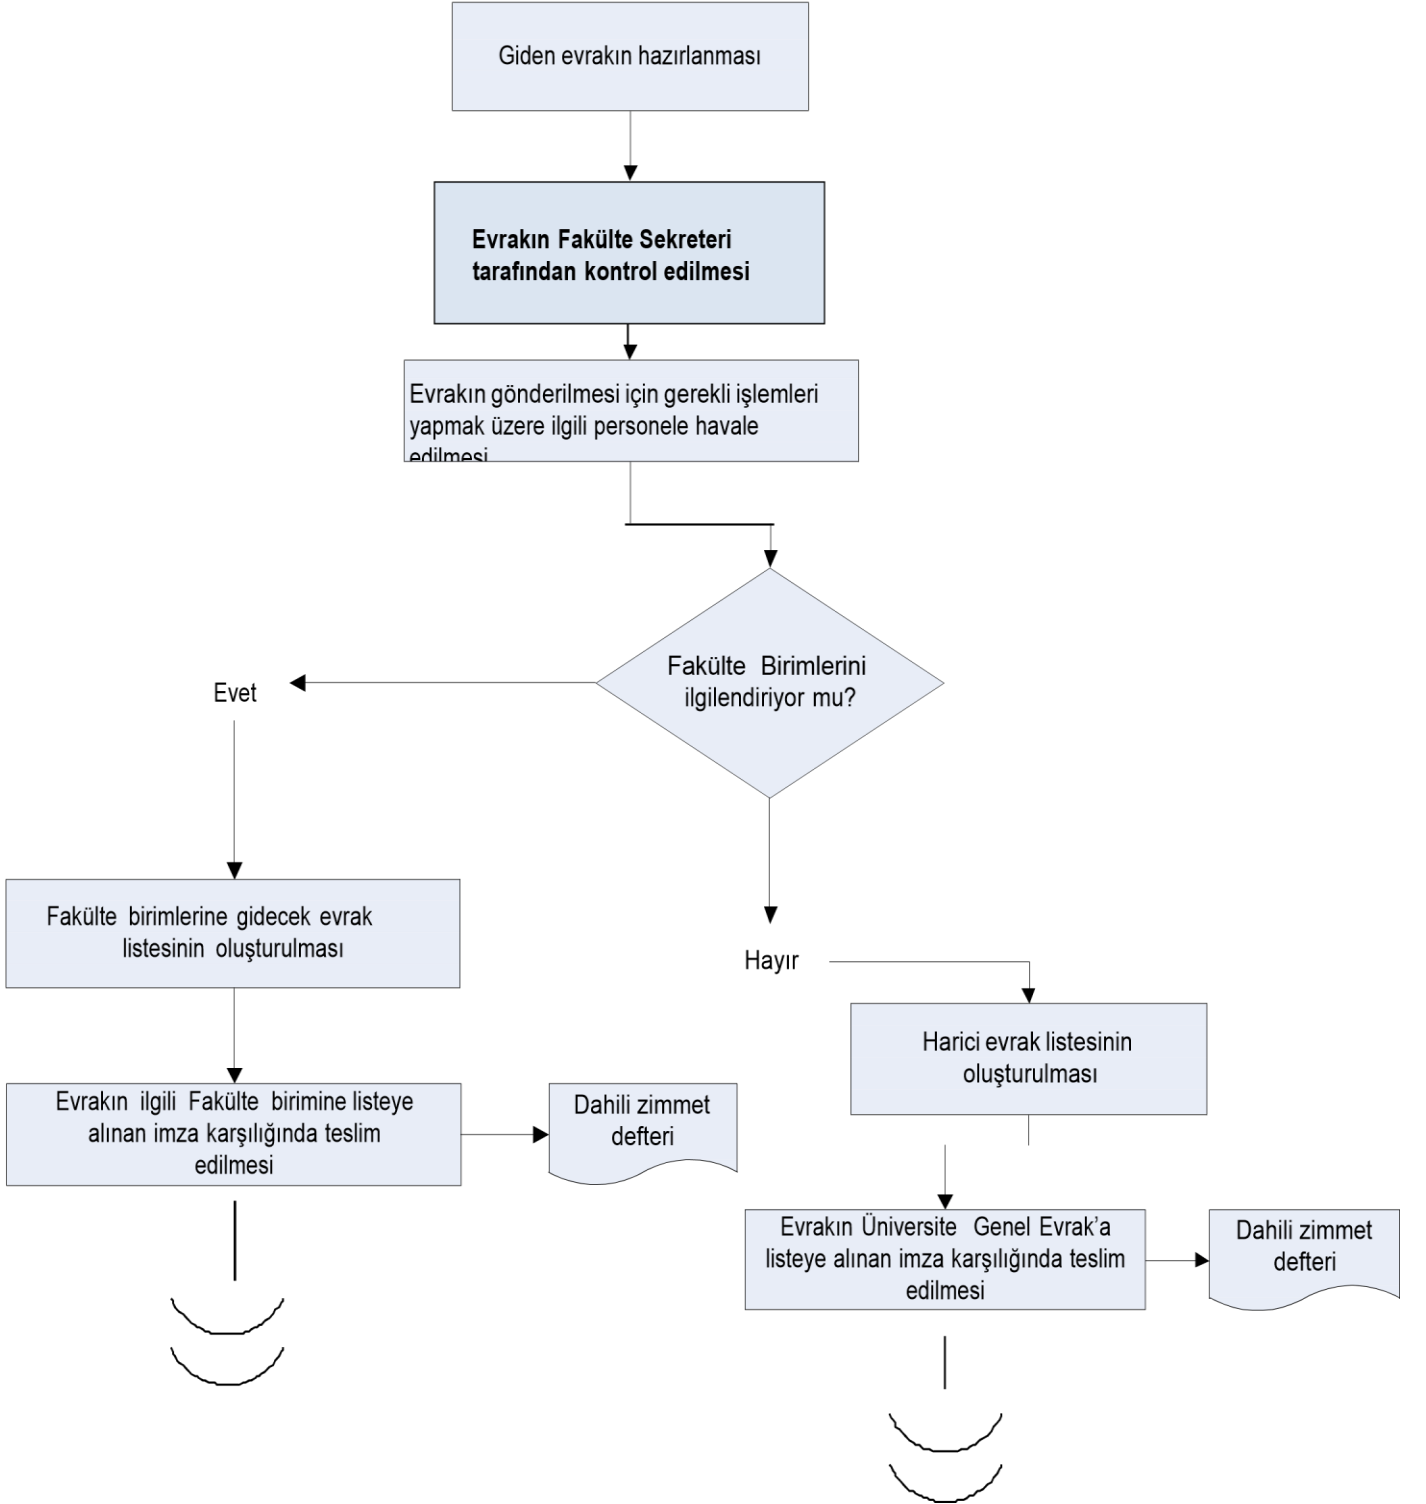 Giden evrakın hazırlanması
Evrakın Fakülte Sekreteri
tarafından kontrol edilmesi
Evrakın gönderilmesi için gerekli işlemleri
yapmak üzere ilgili personele havale
edilmesi
Fakülte Birimlerini
ilgilendiriyor mu?
Evet
Fakülte birimlerine gidecek evrak
listesinin oluşturulması
Hayır
Harici evrak listesinin
oluşturulması
Evrakın ilgili Fakülte birimine listeye
alınan imza karşılığında teslim
edilmesi
Dahili zimmet
defteri
Evrakın Üniversite Genel Evrak’a
listeye alınan imza karşılığında teslim
edilmesi
Dahili zimmet
defteri